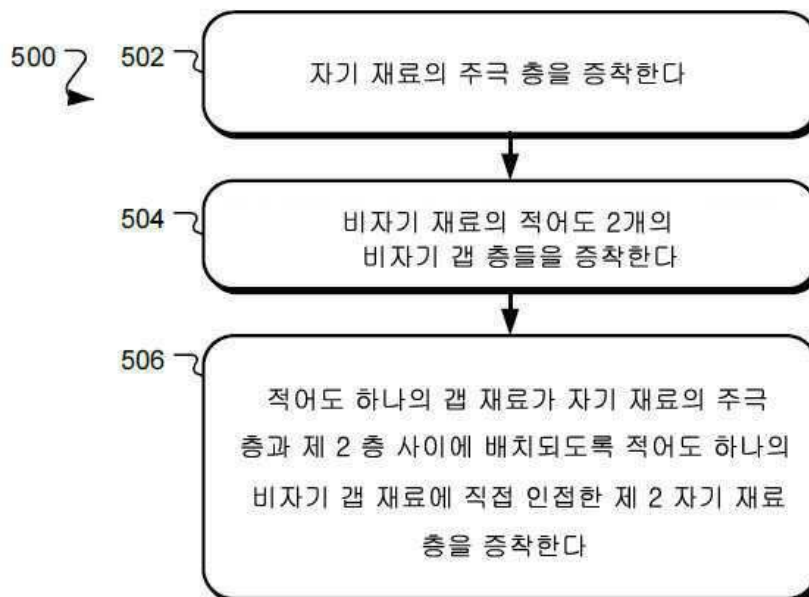 500
502
자기 재료의 주극 층을 증착한다
504
비자기 재료의 적어도 2개의
비자기 갭 층들을 증착한다
506
적어도 하나의 갭 재료가 자기 재료의 주극
층과 제 2 층 사이에 배치되도록 적어도 하나의
비자기 갭 재료에 직접 인접한 제 2 자기 재료
층을 증착한다